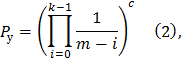 P_y = (∏_{i=0}^{k-1} 1/(m − i))^c (2),